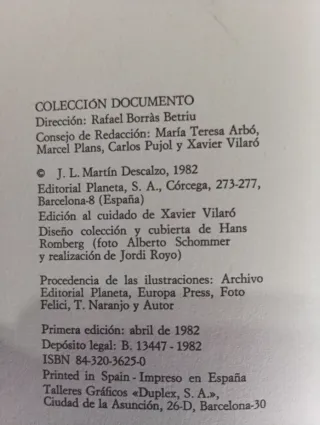 COLECCIÓN DOCUMENTO
Dirección: Rafael Borràs Betriu
Consejo de Redacción: María Teresa Arbó,
Marcel Plans, Carlos Pujol y Xavier Vilaró
© J. L. Martín Descalzo, 1982
Editorial Planeta, S. A., Córcega, 273-277,
Barcelona-8 (España)
Edición al cuidado de Xavier Vilaró
Diseño colección y cubierta de Hans
Romberg (foto Alberto Schommer
y realización de Jordi Royo)
Procedencia de las ilustraciones: Archivo
Editorial Planeta, Europa Press, Foto
Felici, T. Naranjo y Autor
Primera edición: abril de 1982
Depósito legal: B. 13447 - 1982
ISBN 84-320-3625-0
Printed in Spain - Impreso en España
Talleres Gráficos «Duplex, S. A.»,
Ciudad de la Asunción, 26-D, Barcelona-30